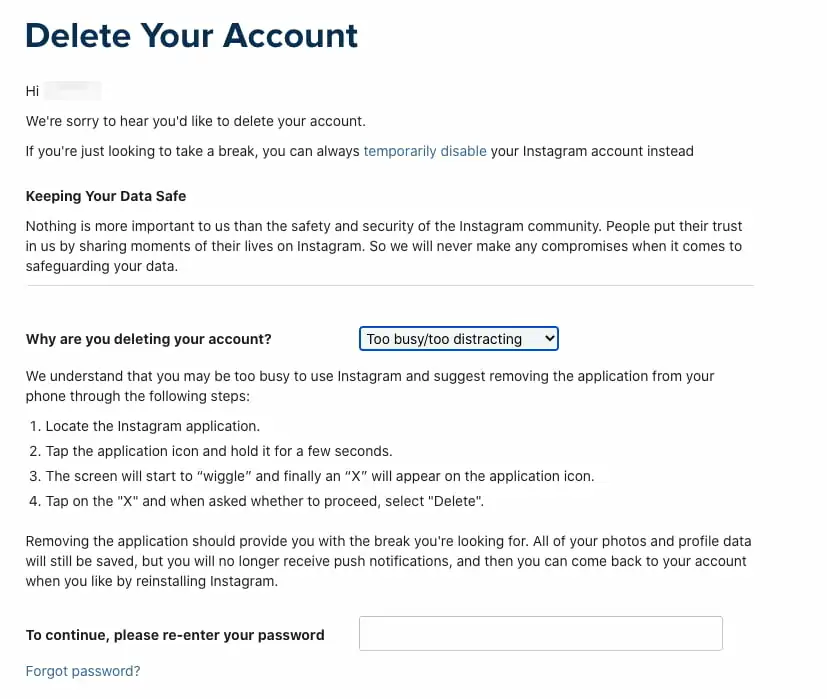 Delete Your Account
Hi
We're sorry to hear you'd like to delete your account.
If you're just looking to take a break, you can always temporarily disable your Instagram account instead
Keeping Your Data Safe
Nothing is more important to us than the safety and security of the Instagram community. People put their trust
in us by sharing moments of their lives on Instagram. So we will never make any compromises when it comes to
safeguarding your data.
Why are you deleting your account? Too busy/too distracting
We understand that you may be too busy to use Instagram and suggest removing the application from your
phone through the following steps:
1. Locate the Instagram application.
2. Tap the application icon and hold it for a few seconds.
3. The screen will start to “wiggle” and finally an “X” will appear on the application icon.
4. Tap on the "X" and when asked whether to proceed, select "Delete".
Removing the application should provide you with the break you're looking for. All of your photos and profile data
will still be saved, but you will no longer receive push notifications, and then you can come back to your account
when you like by reinstalling Instagram.
To continue, please re-enter your password
Forgot password?